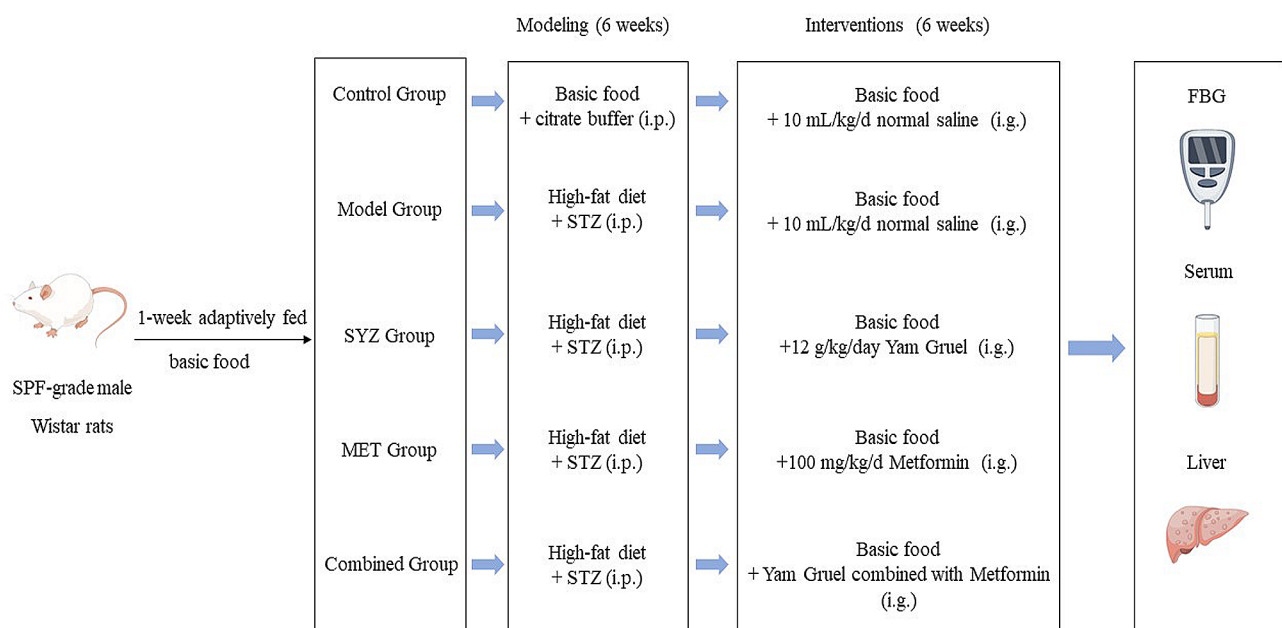 Modeling (6 weeks)
Interventions (6 weeks)
SPF-grade male
Wistar rats
1-week adaptively fed
basic food
Control Group
Basic food
+ citrate buffer (i.p.)
Basic food
+ 10 mL/kg/d normal saline (i.g.)
Model Group
High-fat diet
+ STZ (i.p.)
Basic food
+ 10 mL/kg/d normal saline (i.g.)
SYZ Group
High-fat diet
+ STZ (i.p.)
Basic food
+12 g/kg/day Yam Gruel (i.g.)
MET Group
High-fat diet
+ STZ (i.p.)
Basic food
+100 mg/kg/d Metformin (i.g.)
Combined Group
High-fat diet
+ STZ (i.p.)
Basic food
+ Yam Gruel combined with Metformin
(i.g.)
FBG
Serum
Liver